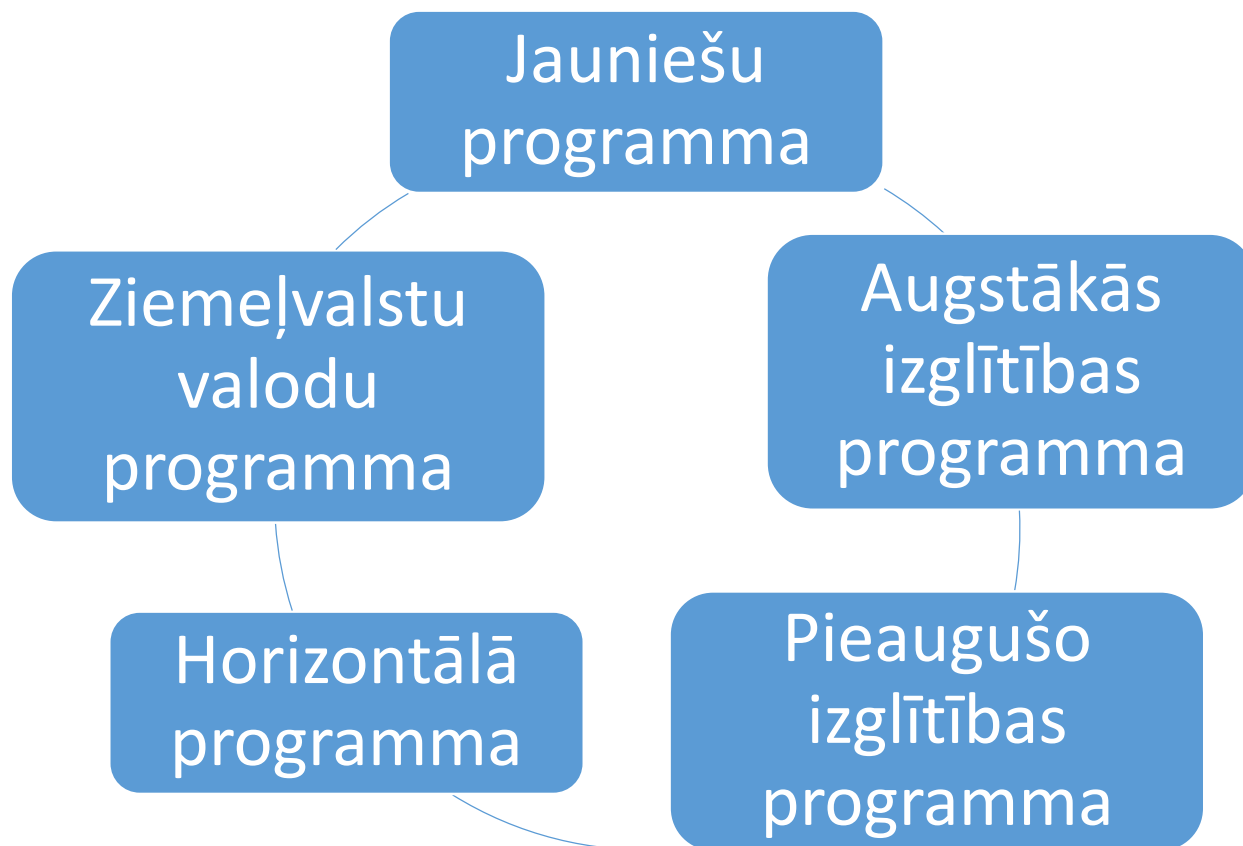 Jauniešu
programma
Augstākās
izglītības
programma
Pieaugušo
izglītības
programma
Horizontālā
programma
Ziemeļvalstu
valodu
programma